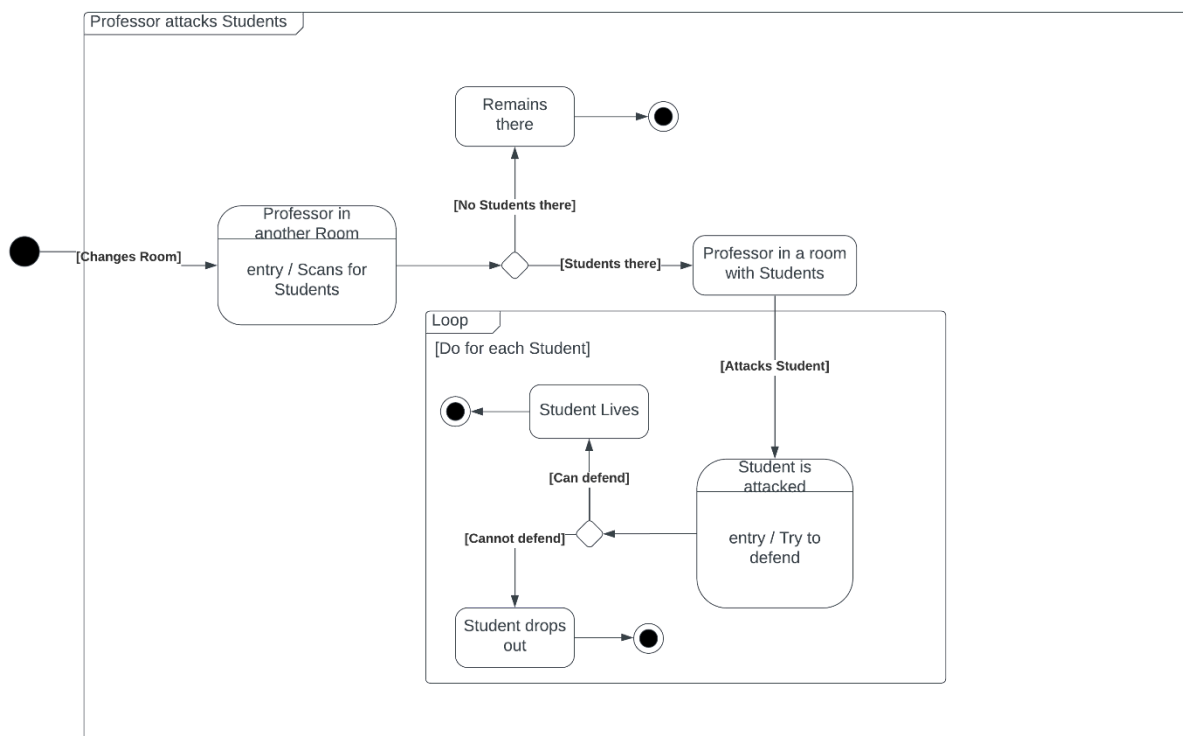 Professor attacks Students
Remains
there
[No Students there]
Professor in
another Room
[Changes Room]
entry / Scans for
Students
[Students there]
Professor in a room
with Students
Loop
[Do for each Student]
[Attacks Student]
Student Lives
[Can defend]
Student is
attacked
[Cannot defend]
entry / Try to
defend
Student drops
out